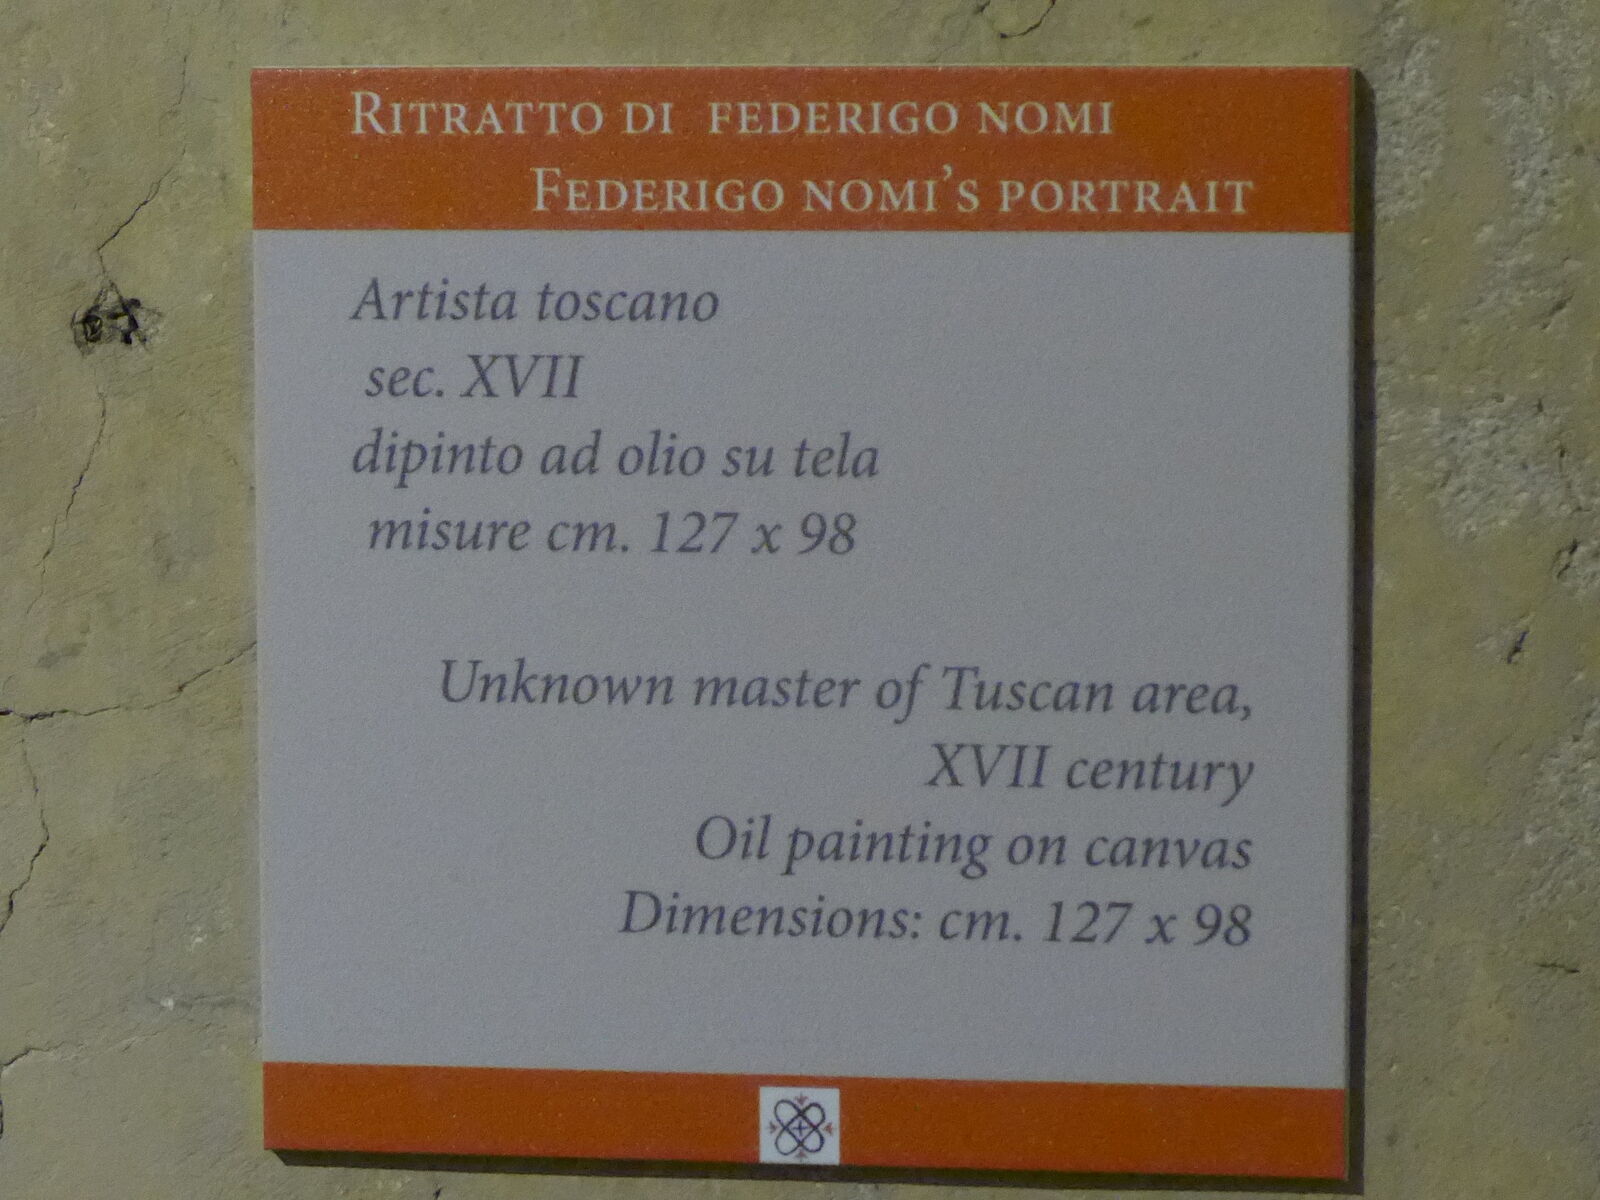 RITRATTO DI FEDERIGO NOMI
FEDERIGO NOMI'S PORTRAIT
Artista toscano
sec. XVII
dipinto ad olio su tela
misure cm. 127 x 98
Unknown master of Tuscan area,
XVII century
Oil painting on canvas
Dimensions: cm. 127 x 98